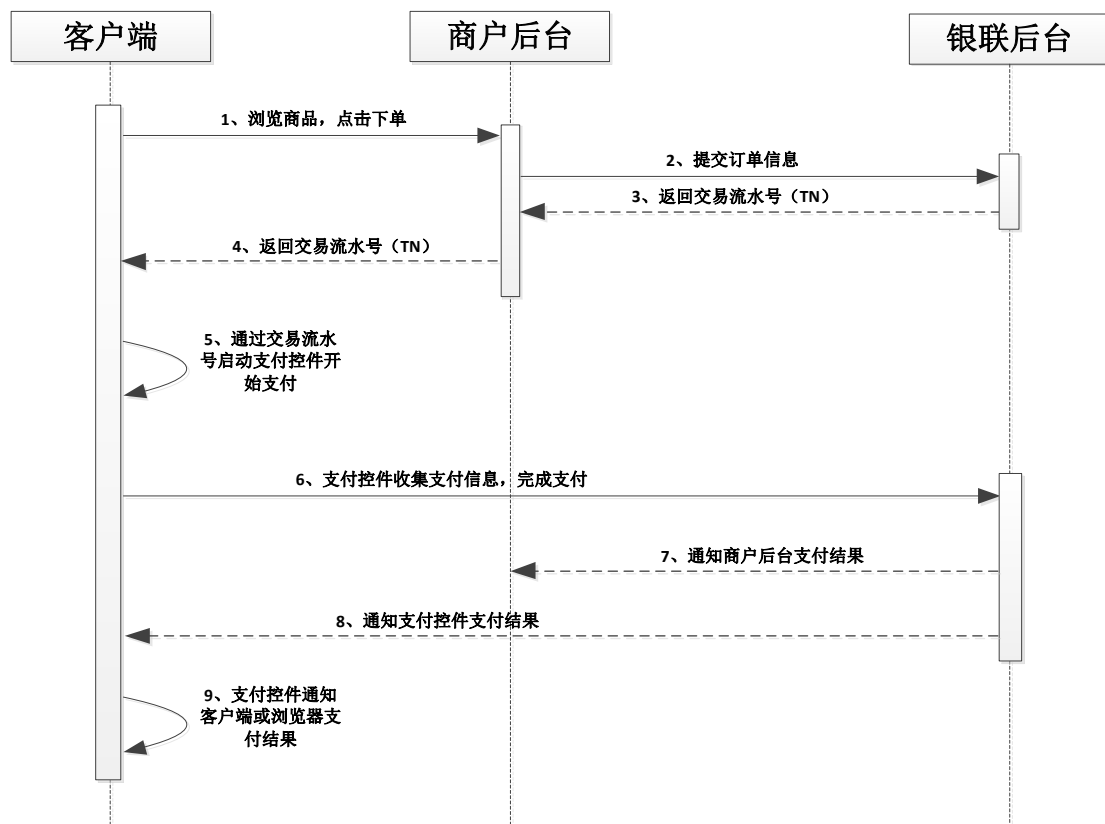 客户端
商户后台
银联后台
1、浏览商品，点击下单
2、提交订单信息
3、返回交易流水号（TN）
4、返回交易流水号（TN）
5、通过交易流水
号启动支付控件开
始支付
6、支付控件收集支付信息，完成支付
7、通知商户后台支付结果
8、通知支付控件支付结果
9、支付控件通知
客户端或浏览器支
付结果